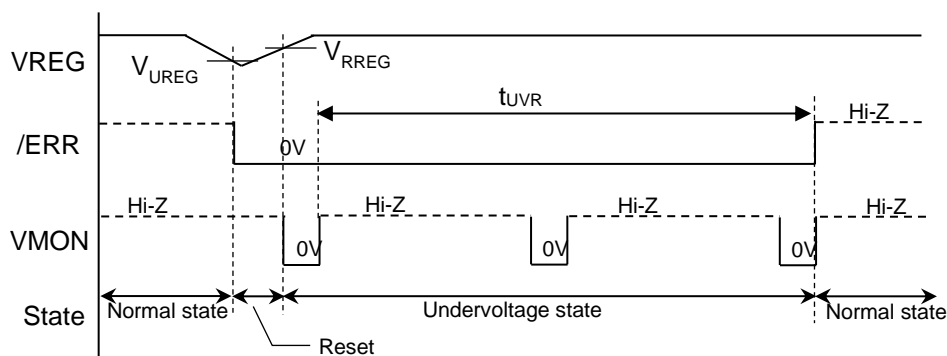 VREG
VUREG
VRREG
tUVR
Hi-Z
/ERR
0V
Hi-Z
Hi-Z
Hi-Z
Hi-Z
VMON
0V
0V
0V
State
Normal state
Undervoltage state
Normal state
Reset